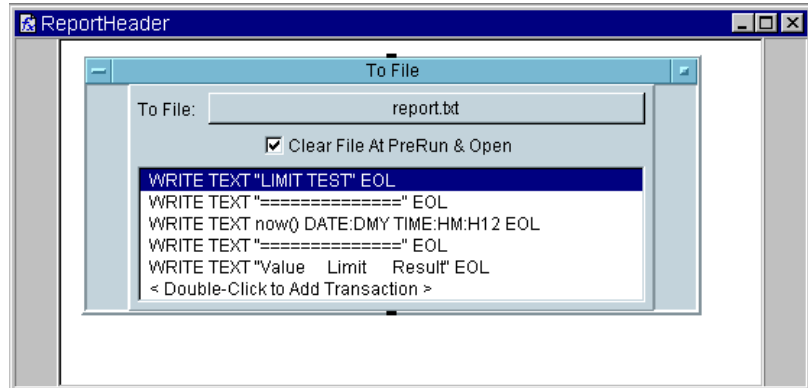 ReportHeader
To File
To File: report.txt
Clear File At PreRun & Open
WRITE TEXT "LIMIT TEST" EOL
WRITE TEXT "==============" EOL
WRITE TEXT now() DATE:DMY TIME:HM:H12 EOL
WRITE TEXT "==============" EOL
WRITE TEXT "Value    Limit    Result" EOL
< Double-Click to Add Transaction >